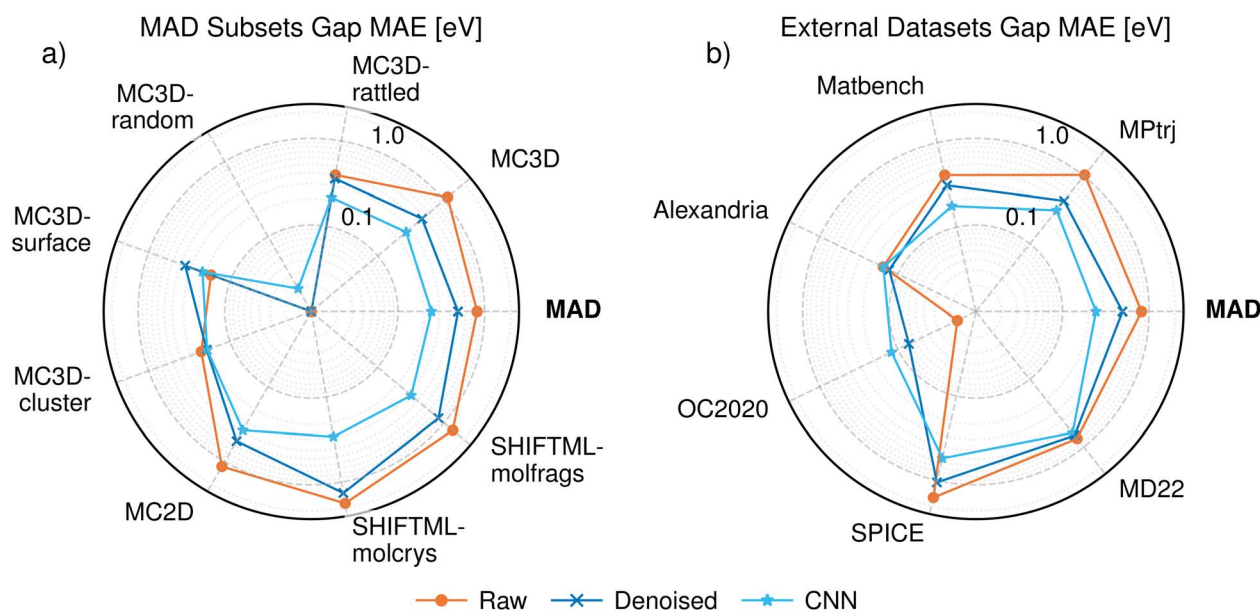 MAD Subsets Gap MAE [eV]
a)
MC3D-
rattled
MC3D-
random
1.0
MC3D
MC3D-
surface
0.1
MAD
MC3D-
cluster
SHIFTML-
molfrags
MC2D
SHIFTML-
molcrys
External Datasets Gap MAE [eV]
b)
Matbench
1.0
MPtrj
Alexandria
0.1
MAD
OC2020
MD22
SPICE
Raw
Denoised
CNN